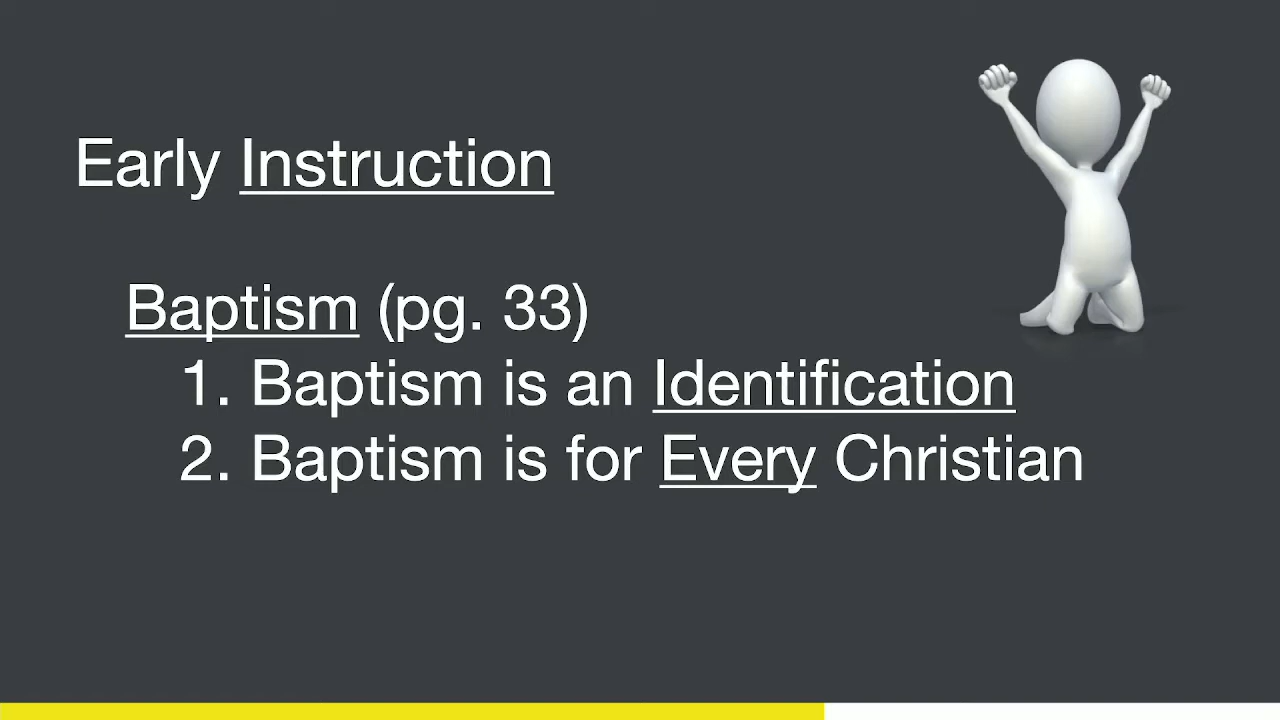 Early Instruction
Baptism (pg. 33)
1. Baptism is an Identification
2. Baptism is for Every Christian